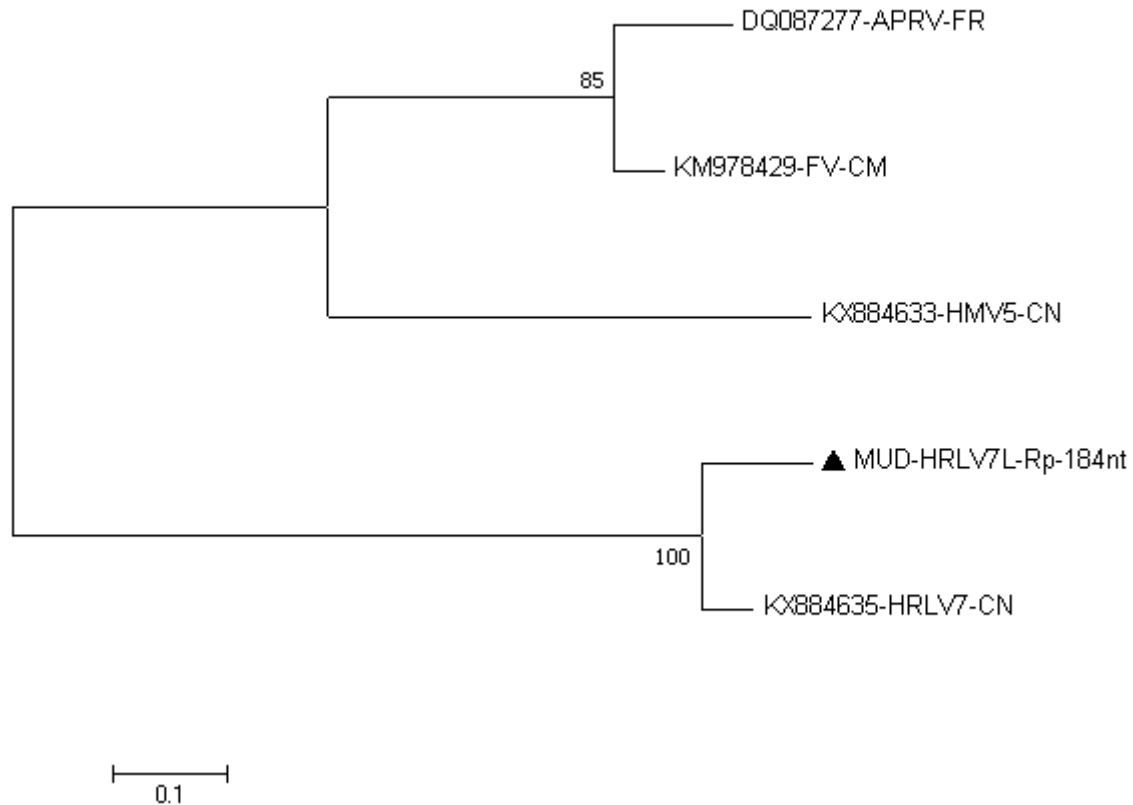 DQ087277-APRV-FR
85
KM978429-FV-CM
KX884633-HMV5-CN
MUD-HRLV7L-Rp-184nt
100
KX884635-HRLV7-CN
0.1